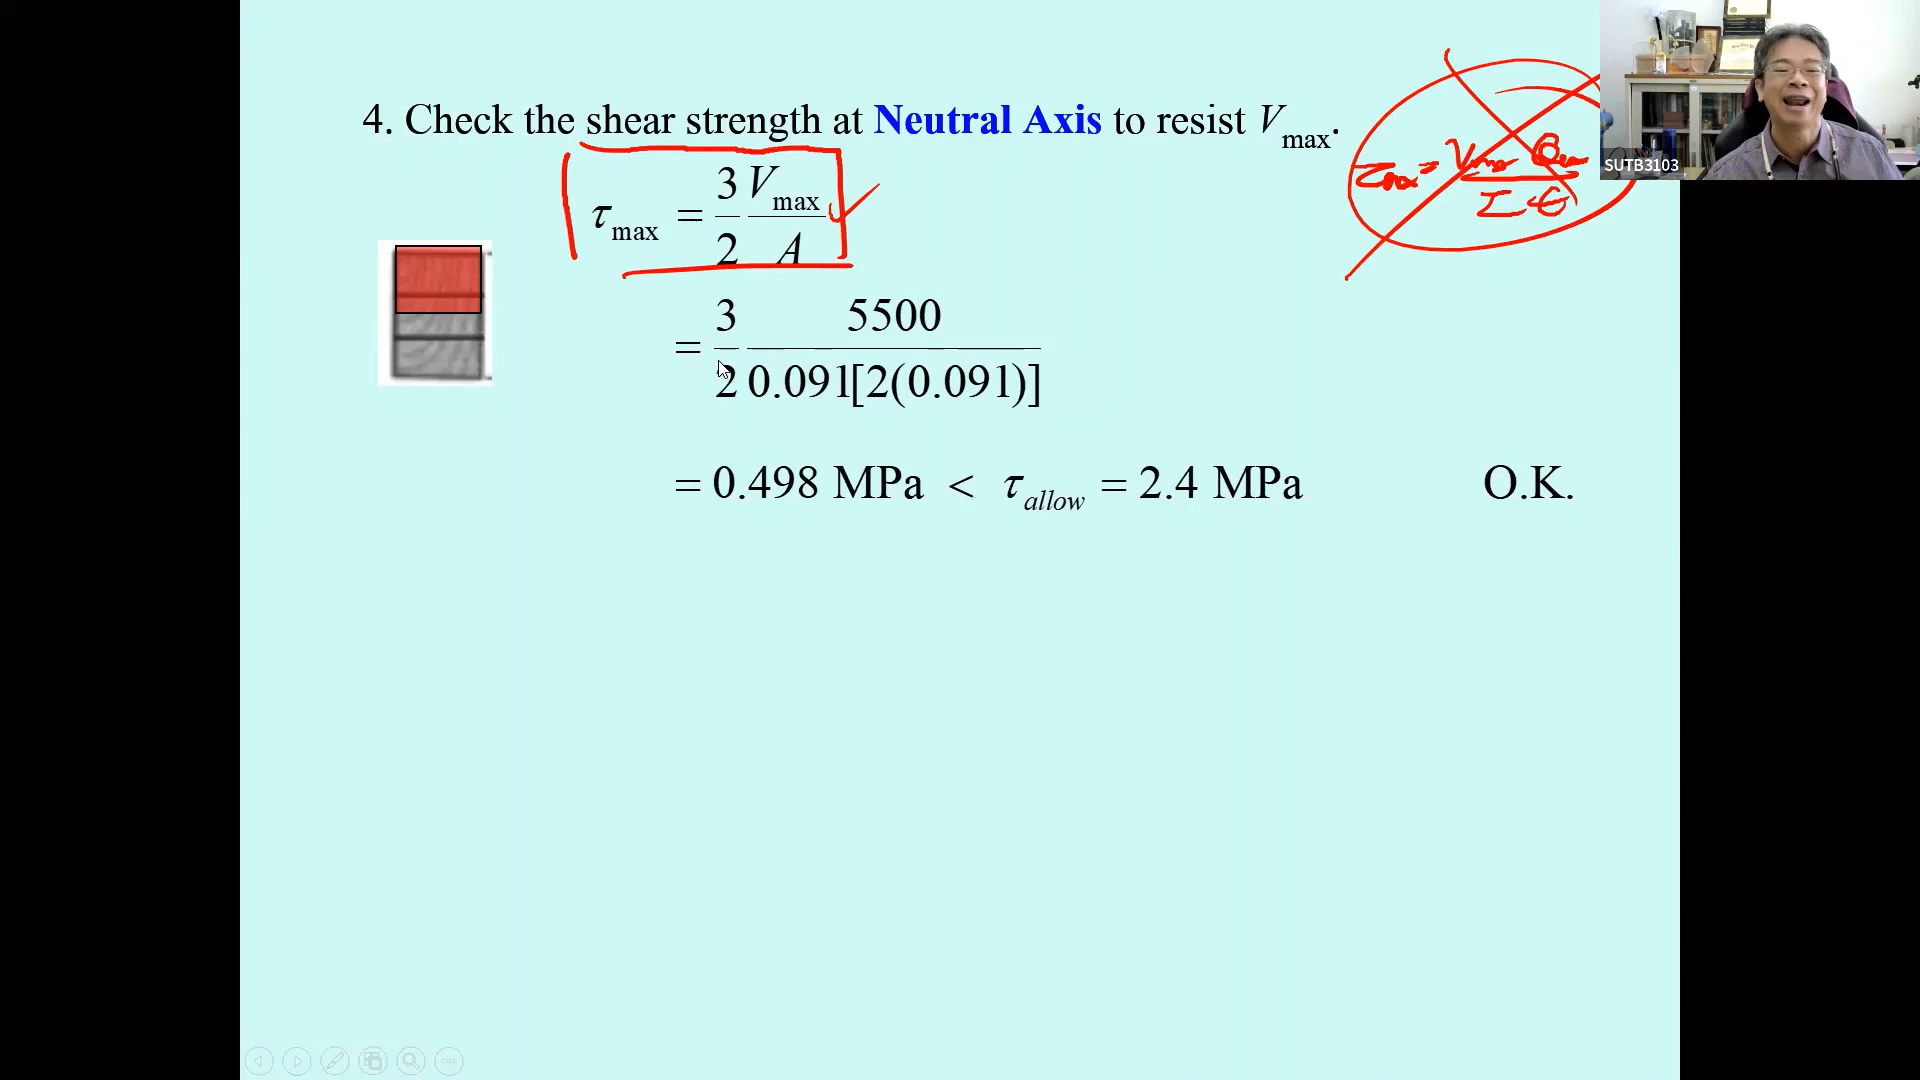 4. Check the shear strength at Neutral Axis to resist Vmax.
τmax = 3/2 Vmax/A
τmax = Vmax Qmax / I t
SUTB3103
= 3/2 5500/0.091[2(0.091)]
= 0.498 MPa < τallow = 2.4 MPa O.K.